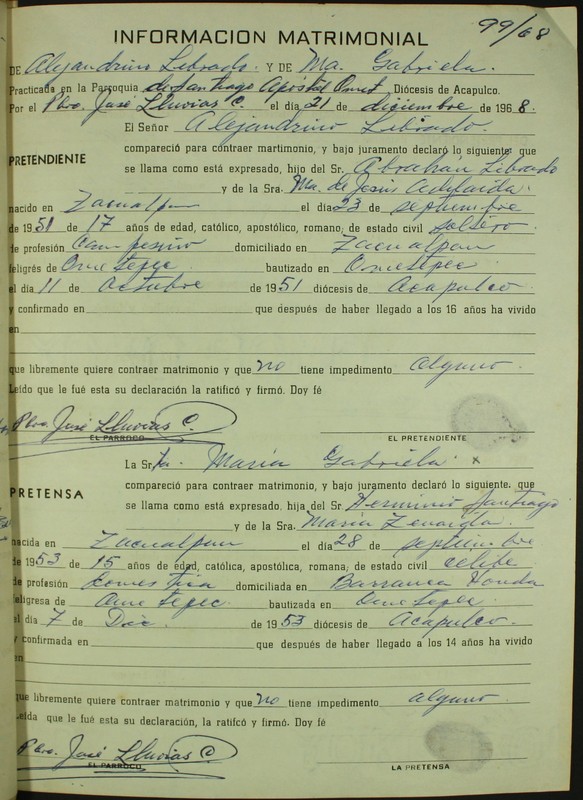 99/68
INFORMACION MATRIMONIAL
DE Alejandrino Librado. Y DE Ma. Gabriela.
Practicada en la Parroquia de Santiago Apóstol Omet. Diócesis de Acapulco.
Por el Pbro. José Lluvias C. el día 21 de diciembre de 1968.
El Señor Alejandrino Librado.
compareció para contraer martimonio, y bajo juramento declaró lo siguiente: que
PRETENDIENTE
se llama como está expresado, hijo del Sr. Abrahán Librado
y de la Sra. Ma. de Jesús Adelaida.
nacido en Zacualpan el día 23 de septiembre
de 1951 de 17 años de edad, católico, apostólico, romano; de estado civil soltero.
de profesión Campesino domiciliado en Zacualpan
feligrés de Ometepec bautizado en Ometepec.
el día 11 de Octubre de 1951 diócesis de Acapulco.
y confirmado en que después de haber llegado a los 16 años ha vivido
en
que libremente quiere contraer matrimonio y que no tiene impedimento alguno.
Leído que le fué esta su declaración la ratificó y firmó. Doy fé
Pbro. José Lluvias C.
EL PARROCO
EL PRETENDIENTE
La Sr/ta. María Gabriela. x
compareció para contraer matrimonio, y bajo juramento declaró lo siguiente. que
PRETENSA
se llama como está expresado, hija del Sr Herminio Santiago
y de la Sra. María Zenaida.
nacida en Zacualpan el día 28 de septiembre
de 1953 de 15 años de edad, católica, apostólica, romana; de estado civil célibe
de profesión Doméstica domiciliada en Barranca Honda
feligresa de Ometepec. bautizada en Ometepec.
el día 7 de Dic. de 1953 diócesis de Acapulco.
y confirmada en que después de haber llegado a los 14 años ha vivido
en
que libremente quiere contraer matrimonio y que no tiene impedimento alguno.
Leída que le fué esta su declaración, la ratifcó y firmó. Doy fé
Pbro. José Lluvias C.
EL PARROCO
LA PRETENSA